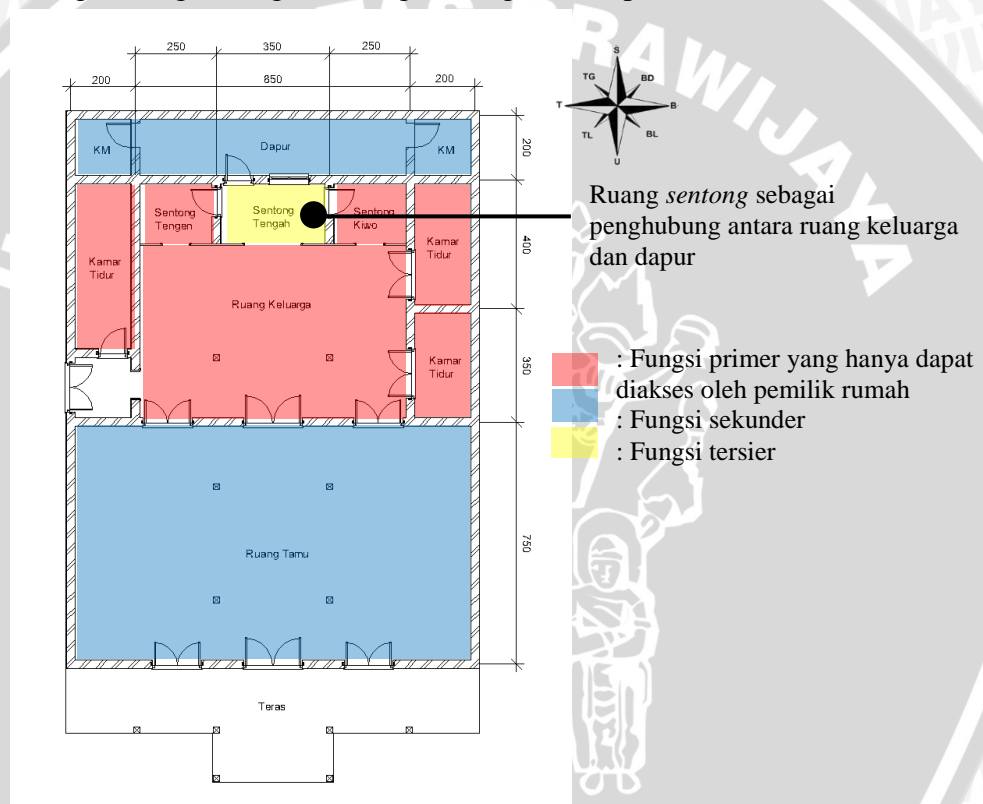 250 350 250
200 850 200
S
TG BD
T B
TL BL
U
KM Dapur KM
200
Ruang sentong sebagai
penghubung antara ruang keluarga
dan dapur
Sentong
Tengen
Sentong
Tengah
Sentong
Kiwo
Kamar
Tidur
Kamar
Tidur
400
Ruang Keluarga
Kamar
Tidur
350
: Fungsi primer yang hanya dapat
diakses oleh pemilik rumah
: Fungsi sekunder
: Fungsi tersier
Ruang Tamu
750
Teras
RAWIJAYA